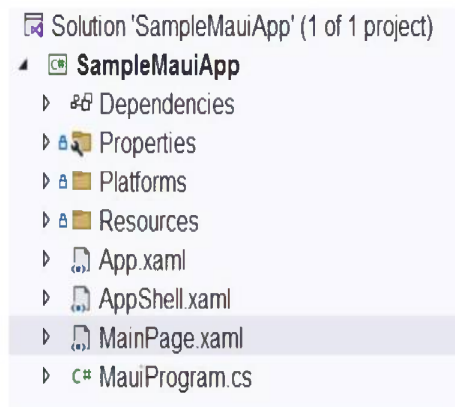 Solution 'SampleMauiApp' (1 of 1 project)
C# SampleMauiApp
Dependencies
Properties
Platforms
Resources
App.xaml
AppShell.xaml
MainPage.xaml
C# MauiProgram.cs